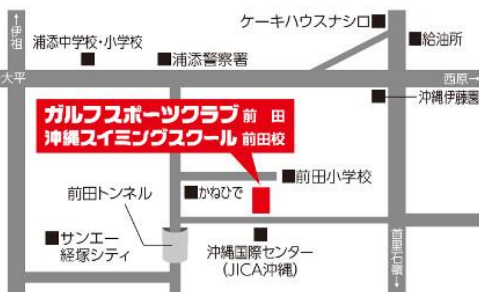 ↑伊祖
ケーキハウスナシロ■
■給油所
浦添中学校・小学校
■浦添警察署
←大平
西原→
■沖縄伊藤園
ガルフスポーツクラブ 前 田
沖縄スイミングスクール 前田校
■前田小学校
■かねひで
前田トンネル
■サンエー
経塚シティ
沖縄国際センター
(JICA沖縄)
首里石嶺↓